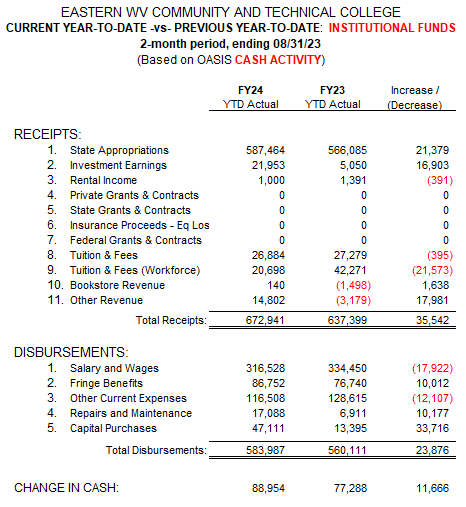 EASTERN WV COMMUNITY AND TECHNICAL COLLEGE
CURRENT YEAR-TO-DATE -vs- PREVIOUS YEAR-TO-DATE: INSTITUTIONAL FUNDS
2-month period, ending 08/31/23
(Based on OASIS CASH ACTIVITY)
FY24 FY23 Increase /
YTD Actual YTD Actual (Decrease)
RECEIPTS:
1. State Appropriations 587,464 566,085 21,379
2. Investment Earnings 21,953 5,050 16,903
3. Rental Income 1,000 1,391 (391)
4. Private Grants & Contracts 0 0 0
5. State Grants & Contracts 0 0 0
6. Insurance Proceeds - Eq Los 0 0 0
7. Federal Grants & Contracts 0 0 0
8. Tuition & Fees 26,884 27,279 (395)
9. Tuition & Fees (Workforce) 20,698 42,271 (21,573)
10. Bookstore Revenue 140 (1,498) 1,638
11. Other Revenue 14,802 (3,179) 17,981
Total Receipts: 672,941 637,399 35,542
DISBURSEMENTS:
1. Salary and Wages 316,528 334,450 (17,922)
2. Fringe Benefits 86,752 76,740 10,012
3. Other Current Expenses 116,508 128,615 (12,107)
4. Repairs and Maintenance 17,088 6,911 10,177
5. Capital Purchases 47,111 13,395 33,716
Total Disbursements: 583,987 560,111 23,876
CHANGE IN CASH: 88,954 77,288 11,666